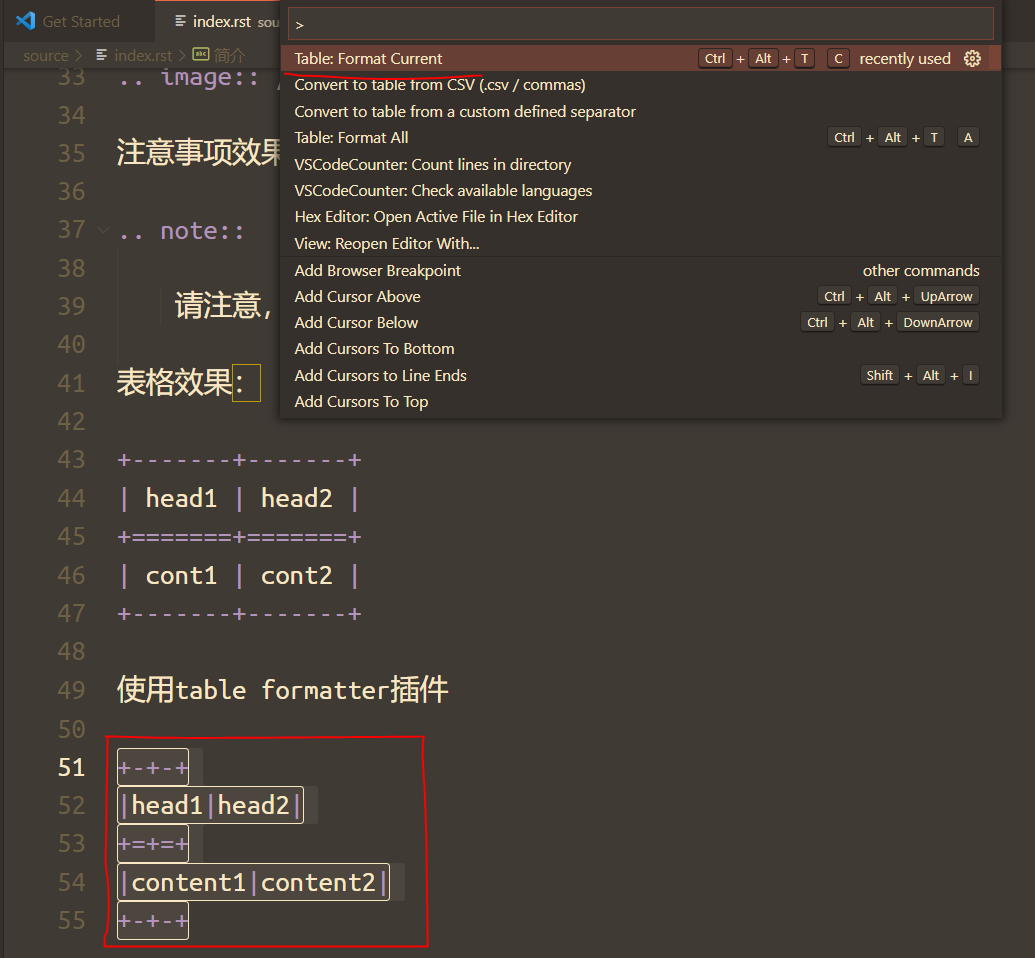 Get Started
index.rst sou
source > index.rst > 简介
>
Table: Format Current Ctrl + Alt + T C recently used
Convert to table from CSV (.csv / commas)
Convert to table from a custom defined separator
Table: Format All Ctrl + Alt + T A
VSCodeCounter: Count lines in directory
VSCodeCounter: Check available languages
Hex Editor: Open Active File in Hex Editor
View: Reopen Editor With...
Add Browser Breakpoint other commands
Add Cursor Above Ctrl + Alt + UpArrow
Add Cursor Below Ctrl + Alt + DownArrow
Add Cursors To Bottom
Add Cursors to Line Ends Shift + Alt + I
Add Cursors To Top
33 .. image::
34
35 注意事项效果
36
37 .. note::
38
39 请注意，
40
41 表格效果：
42
43 +-------+-------+
44 | head1 | head2 |
45 +=======+=======+
46 | cont1 | cont2 |
47 +-------+-------+
48
49 使用table formatter插件
50
51 +-+-+
52 |head1|head2|
53 +=+=+
54 |content1|content2|
55 +-+-+